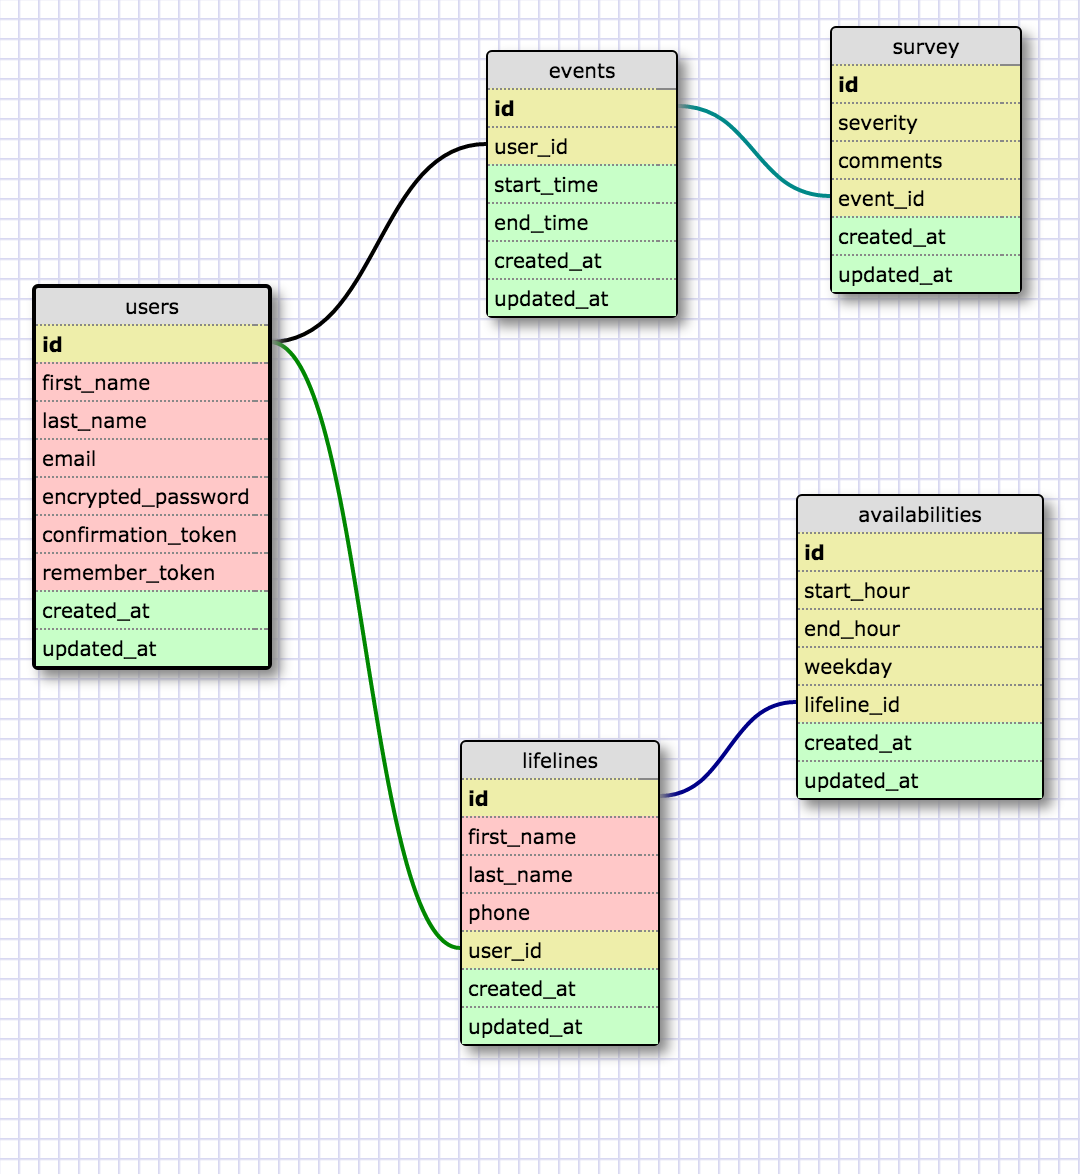 users
id
first_name
last_name
email
encrypted_password
confirmation_token
remember_token
created_at
updated_at
events
id
user_id
start_time
end_time
created_at
updated_at
survey
id
severity
comments
event_id
created_at
updated_at
lifelines
id
first_name
last_name
phone
user_id
created_at
updated_at
availabilities
id
start_hour
end_hour
weekday
lifeline_id
created_at
updated_at